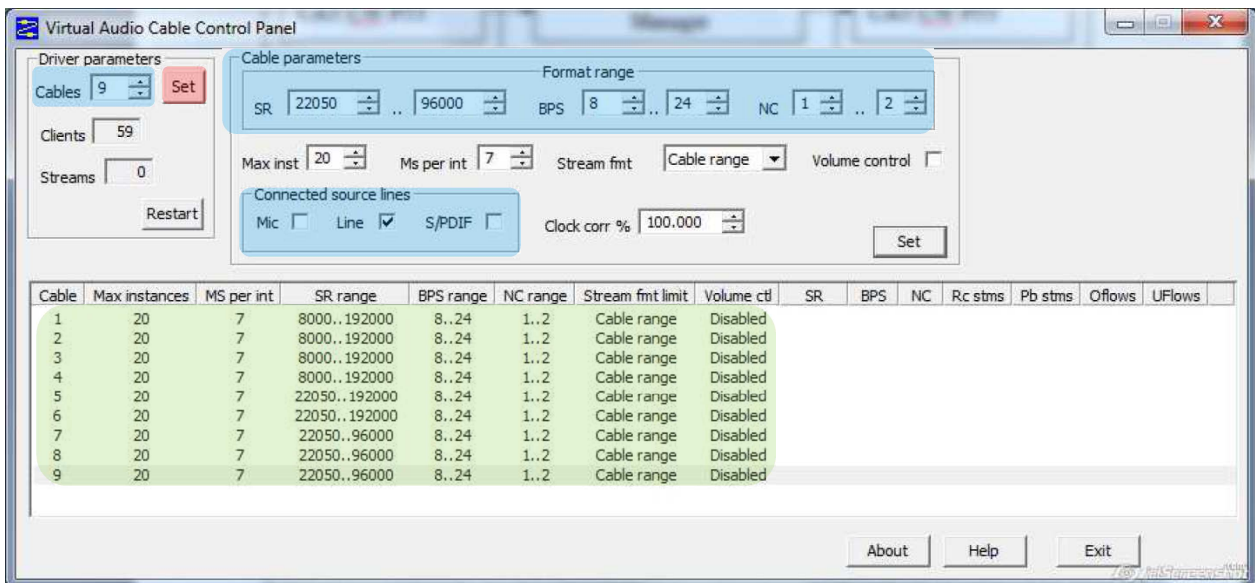 Manager
Virtual Audio Cable Control Panel
Driver parameters
Cables 9 Set
Clients 59
Streams 0
Restart
Cable parameters
Format range
SR 22050 .. 96000 BPS 8 .. 24 NC 1 .. 2
Max inst 20 Ms per int 7 Stream fmt Cable range Volume control
Connected source lines
Mic Line S/PDIF Clock corr % 100.000
Set
Cable Max instances MS per int SR range BPS range NC range Stream fmt limit Volume ctl SR BPS NC Rc stms Pb stms Oflows UFlows
1 20 7 8000..192000 8..24 1..2 Cable range Disabled
2 20 7 8000..192000 8..24 1..2 Cable range Disabled
3 20 7 8000..192000 8..24 1..2 Cable range Disabled
4 20 7 8000..192000 8..24 1..2 Cable range Disabled
5 20 7 22050..192000 8..24 1..2 Cable range Disabled
6 20 7 22050..192000 8..24 1..2 Cable range Disabled
7 20 7 22050..96000 8..24 1..2 Cable range Disabled
8 20 7 22050..96000 8..24 1..2 Cable range Disabled
9 20 7 22050..96000 8..24 1..2 Cable range Disabled
About Help Exit